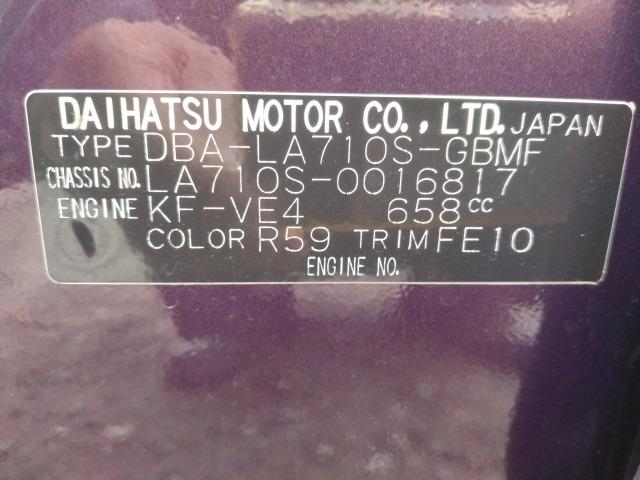 DAIHATSU MOTOR CO., LTD. JAPAN
TYPE DBA-LA710S-GBMF
CHASSIS NO. LA710S-0016817
ENGINE KF-VE4 658cc
COLOR R59 TRIM FE10
ENGINE NO.